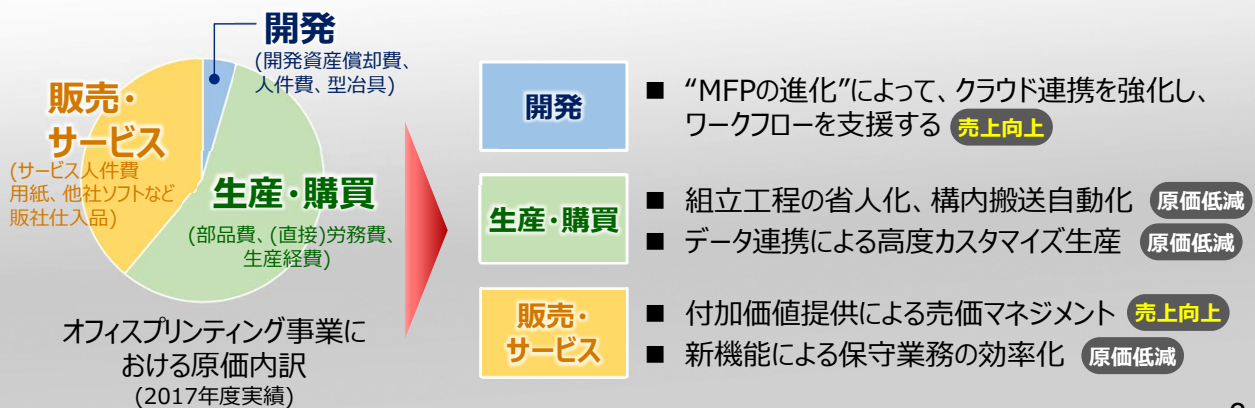 開発
(開発資産償却費、
人件費、型冶具)
販売・
サービス
(サービス人件費
用紙、他社ソフトなど
販社仕入品)
生産・購買
(部品費、(直接)労務費、
生産経費)
オフィスプリンティング事業に
おける原価内訳
(2017年度実績)
開発
■ “MFPの進化”によって、クラウド連携を強化し、
ワークフローを支援する 売上向上
生産・購買
■ 組立工程の省人化、構内搬送自動化 原価低減
■ データ連携による高度カスタマイズ生産 原価低減
販売・
サービス
■ 付加価値提供による売価マネジメント 売上向上
■ 新機能による保守業務の効率化 原価低減